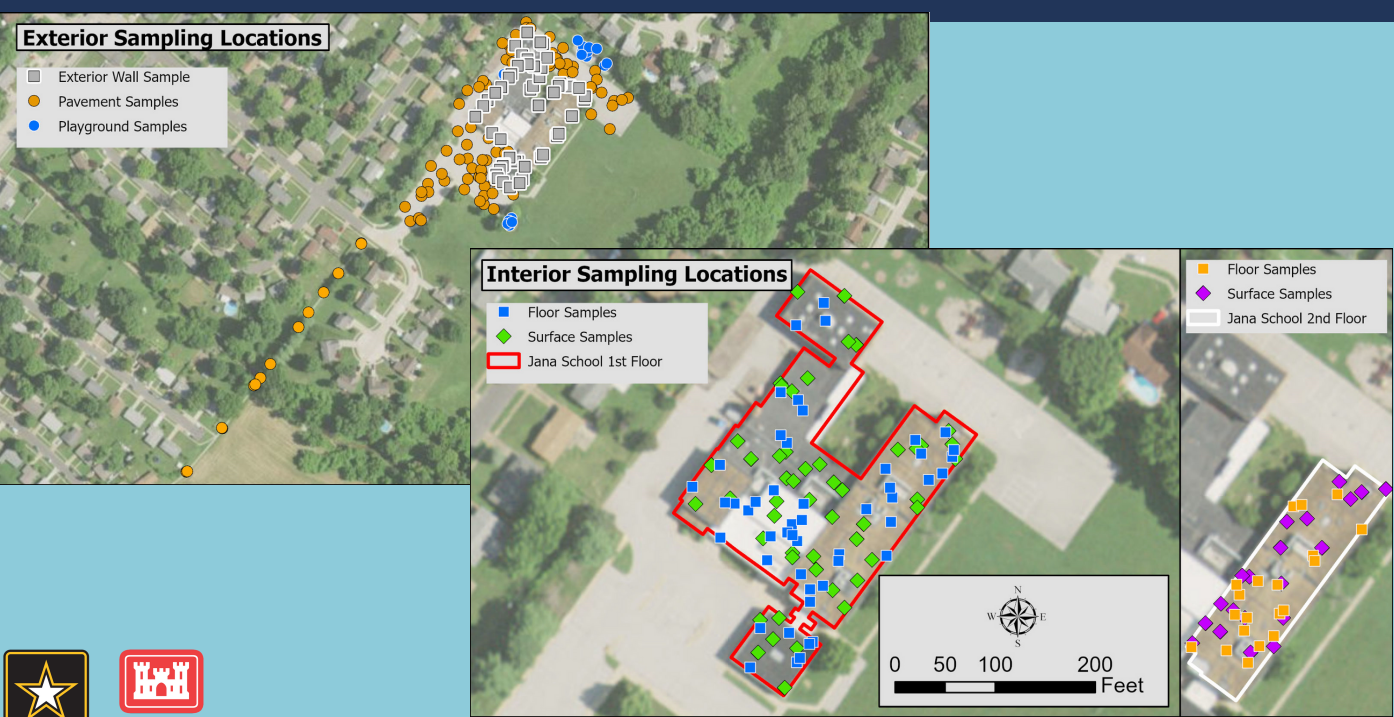 Exterior Sampling Locations
Exterior Wall Sample
Pavement Samples
Playground Samples
Interior Sampling Locations
Floor Samples
Surface Samples
Jana School 1st Floor
Floor Samples
Surface Samples
Jana School 2nd Floor
N
W E
S
0 50 100 200
Feet